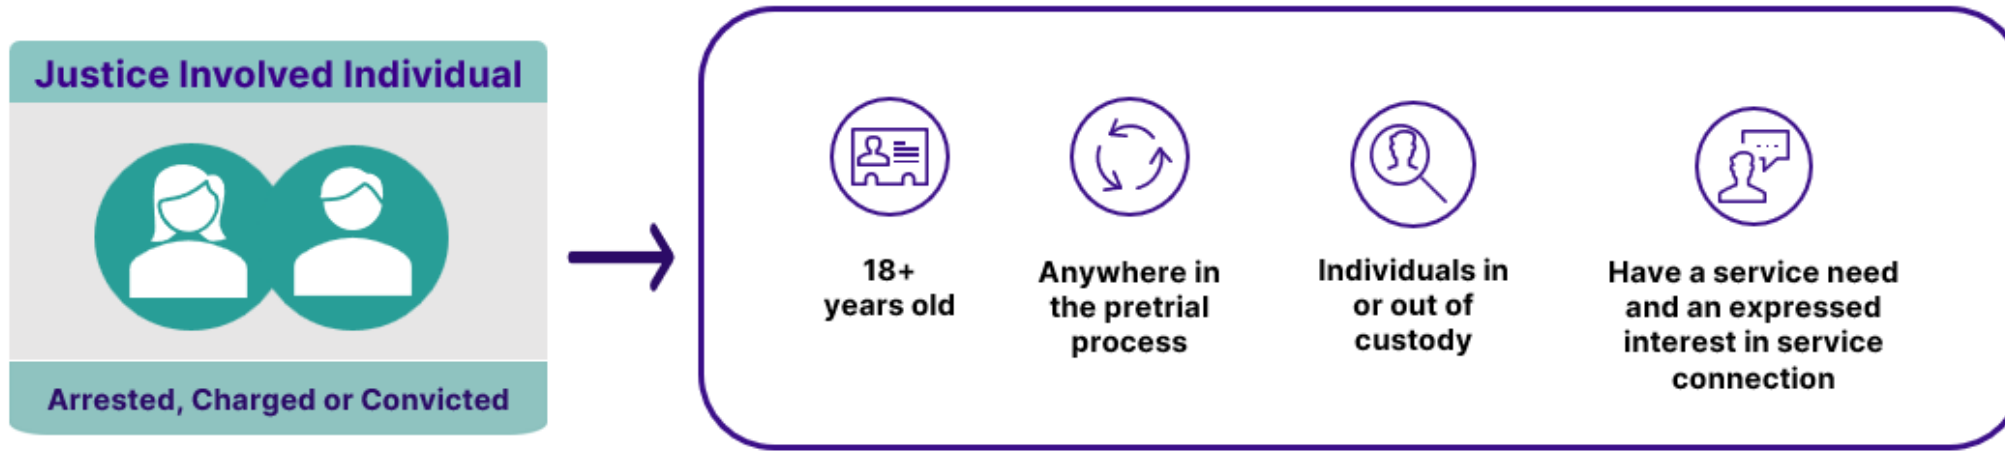 Justice Involved Individual
Arrested, Charged or Convicted
18+
years old
Anywhere in
the pretrial
process
Individuals in
or out of
custody
Have a service need
and an expressed
interest in service
connection